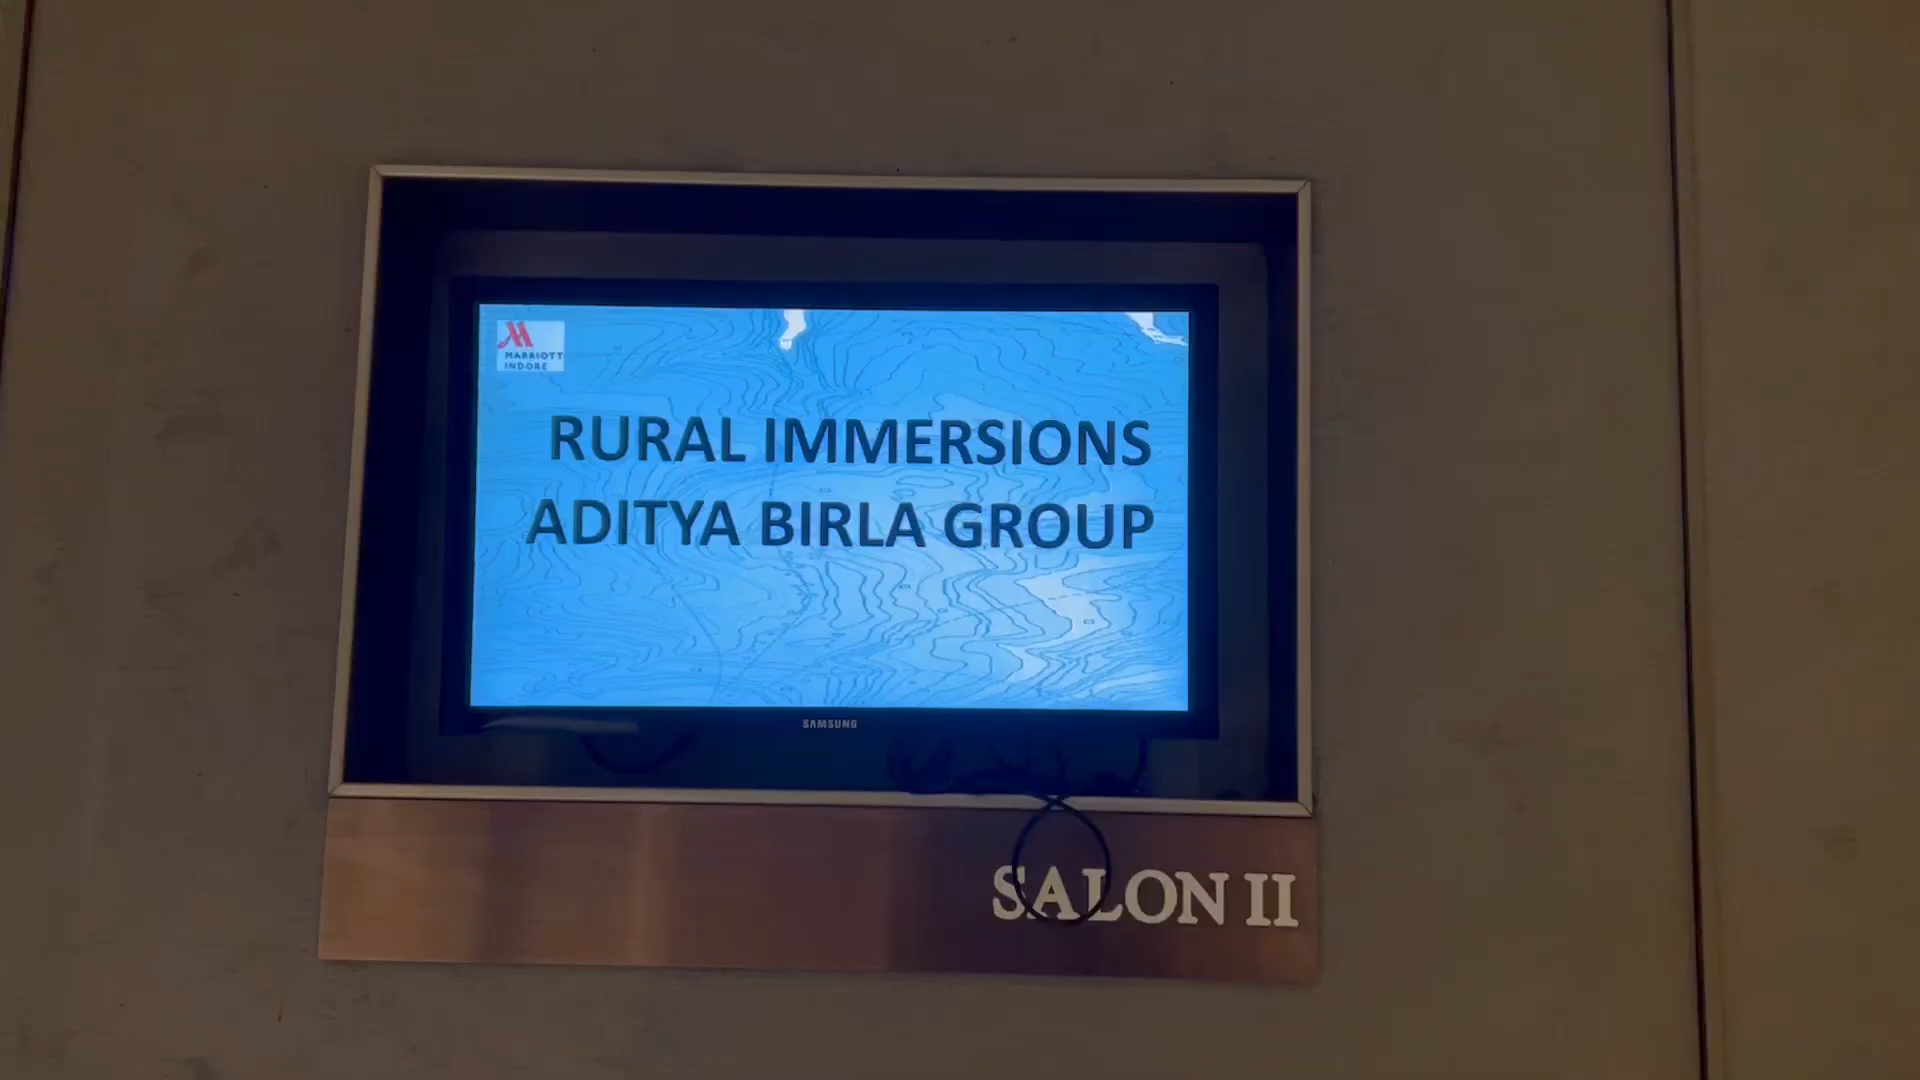 MARRIOTT
INDORE
RURAL IMMERSIONS
ADITYA BIRLA GROUP
SAMSUNG
SALON II